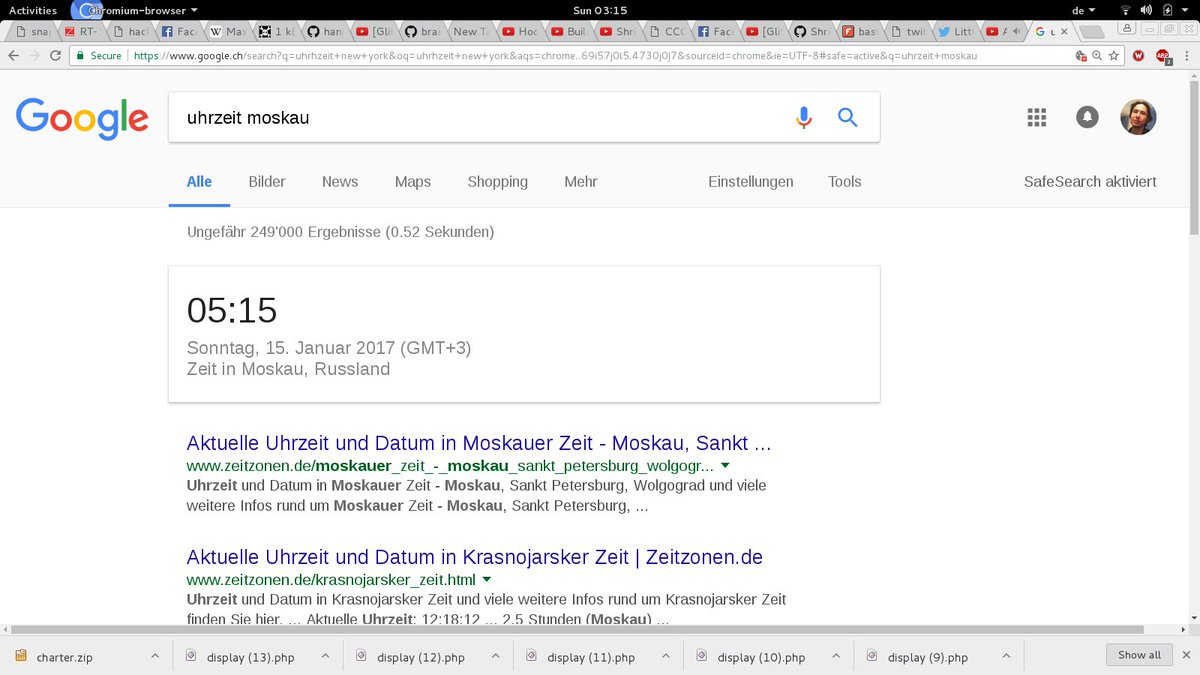 Activities Chromium-browser Sun 03:15 de
snap RT- hack Fac Max 1 k han [Gli brai New T Hoc Buil Shri CCC Fac [Gli Shr bas twit Litt A u
Secure https://www.google.ch/search?q=uhrhzeit+new+york&oq=uhrhzeit+new+york&aqs=chrome..69i57j0l5.4730j0j7&sourceid=chrome&ie=UTF-8#safe=active&q=uhrzeit+moskau
Google uhrzeit moskau
Alle Bilder News Maps Shopping Mehr Einstellungen Tools SafeSearch aktiviert
Ungefähr 249'000 Ergebnisse (0.52 Sekunden)
05:15
Sonntag, 15. Januar 2017 (GMT+3)
Zeit in Moskau, Russland
Aktuelle Uhrzeit und Datum in Moskauer Zeit - Moskau, Sankt ...
www.zeitzonen.de/moskauer_zeit_-_moskau_sankt_petersburg_wolgogr...
Uhrzeit und Datum in Moskauer Zeit - Moskau, Sankt Petersburg, Wolgograd und viele
weitere Infos rund um Moskauer Zeit - Moskau, Sankt Petersburg, ...
Aktuelle Uhrzeit und Datum in Krasnojarsker Zeit | Zeitzonen.de
www.zeitzonen.de/krasnojarsker_zeit.html
Uhrzeit und Datum in Krasnojarsker Zeit und viele weitere Infos rund um Krasnojarsker Zeit
finden Sie hier. ... Aktuelle Uhrzeit: 12:18:12 ... 2.5 Stunden (Moskau) ...
charter.zip display (13).php display (12).php display (11).php display (10).php display (9).php Show all